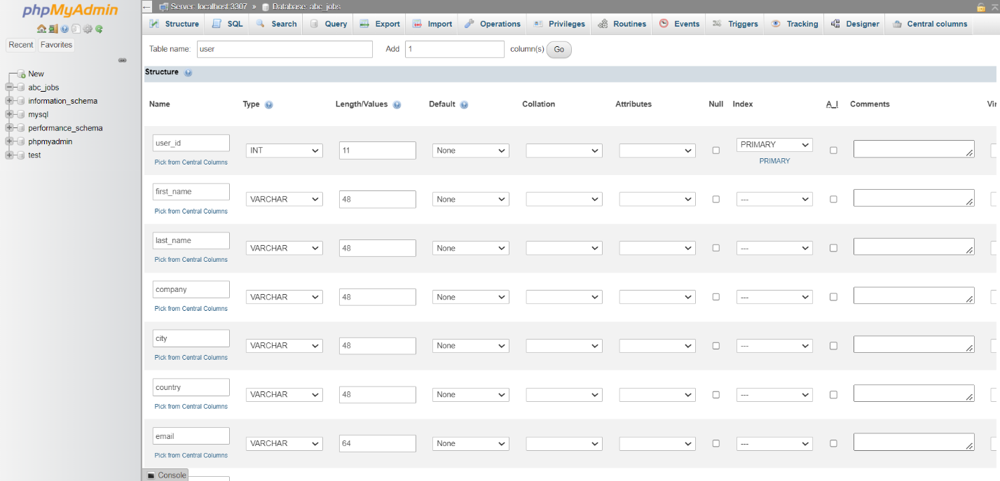 phpMyAdmin
Recent Favorites
New
abc_jobs
information_schema
mysql
performance_schema
phpmyadmin
test
Server: localhost:3307 » Database: abc_jobs
Structure SQL Search Query Export Import Operations Privileges Routines Events Triggers Tracking Designer Central columns
Table name: user Add 1 column(s) Go
Structure
Name Type Length/Values Default Collation Attributes Null Index A_I Comments
user_id INT 11 None PRIMARY
Pick from Central Columns PRIMARY
first_name VARCHAR 48 None ---
Pick from Central Columns
last_name VARCHAR 48 None ---
Pick from Central Columns
company VARCHAR 48 None ---
Pick from Central Columns
city VARCHAR 48 None ---
Pick from Central Columns
country VARCHAR 48 None ---
Pick from Central Columns
email VARCHAR 64 None ---
Pick from Central Columns
Console